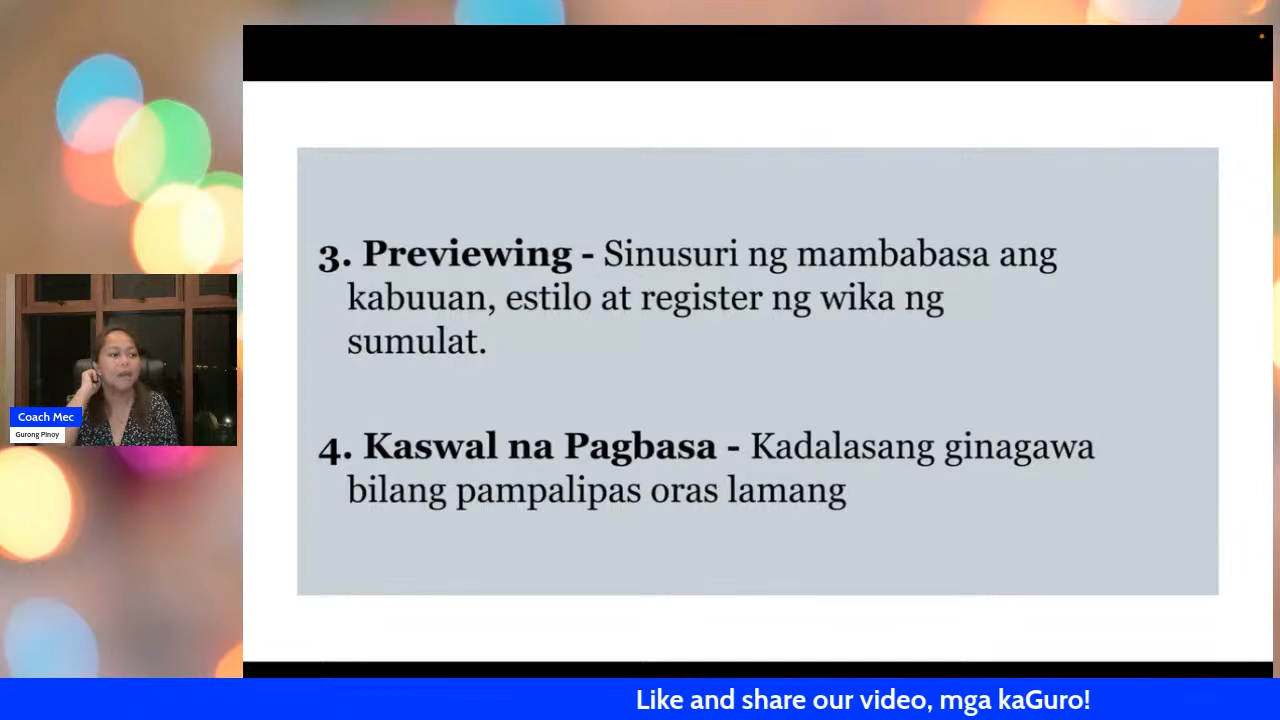 3. Previewing - Sinusuri ng mambabasa ang
kabuuan, estilo at register ng wika ng
sumulat.
4. Kaswal na Pagbasa - Kadalasang ginagawa
bilang pampalipas oras lamang
Coach Mec
Gurong Pinoy
Like and share our video, mga kaGuro!